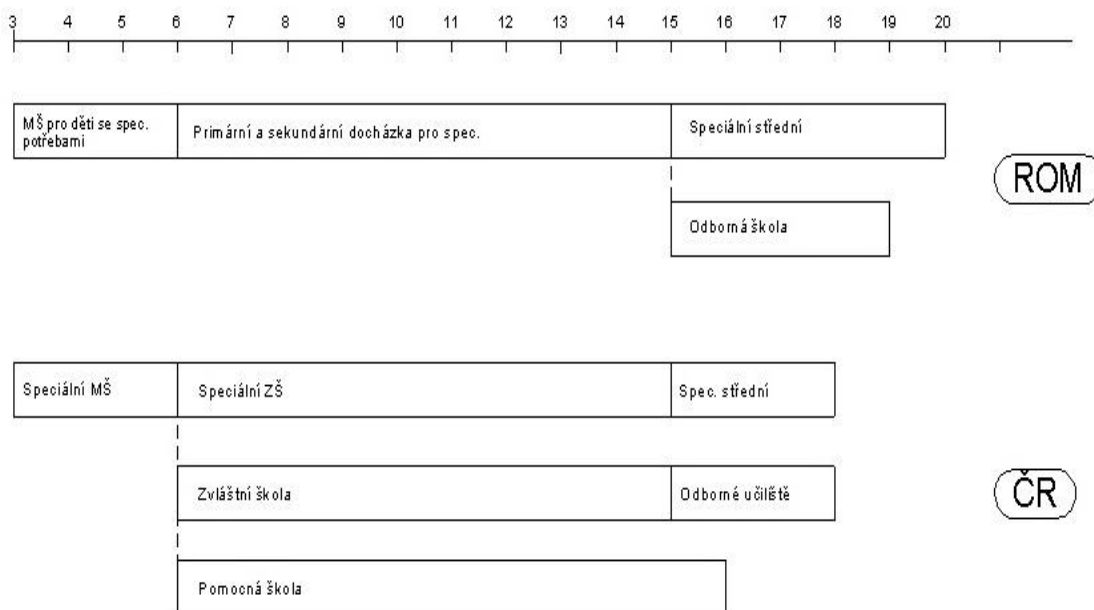 3 4 5 6 7 8 9 10 11 12 13 14 15 16 17 18 19 20
MŠ pro děti se spec.
potřebami
Primární a sekundární docházka pro spec.
Speciální střední
ROM
Odborná škola
Speciální MŠ
Speciální ZŠ
Spec. střední
Zvláštní škola
Odborné učiliště
ČR
Pomocná škola